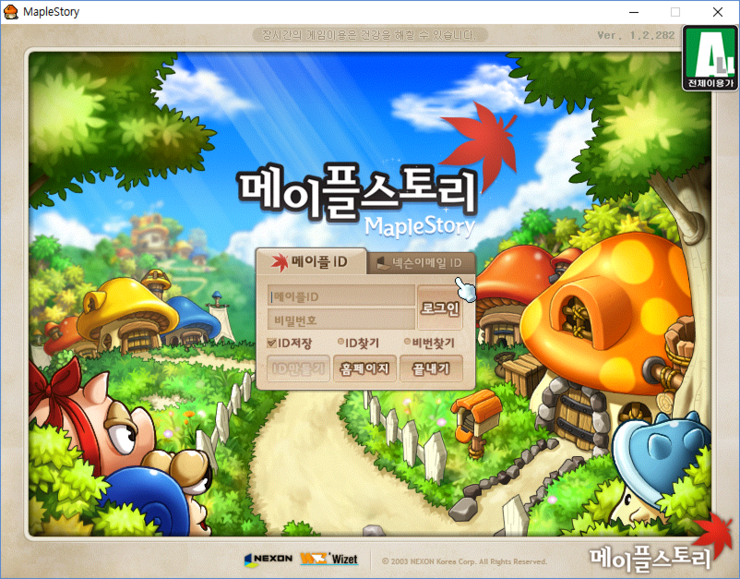 MapleStory
장시간의 게임이용은 건강을 해할 수 있습니다
Ver. 1.2.282
전체이용가
메이플스토리
MapleStory
메이플 ID
넥슨이메일 ID
메이플ID
로그인
비밀번호
ID저장
ID찾기
비번찾기
ID만들기
홈페이지
끝내기
NEXON
Wizet
© 2003 NEXON Korea Corp. All Rights Reserved.
메이플스토리